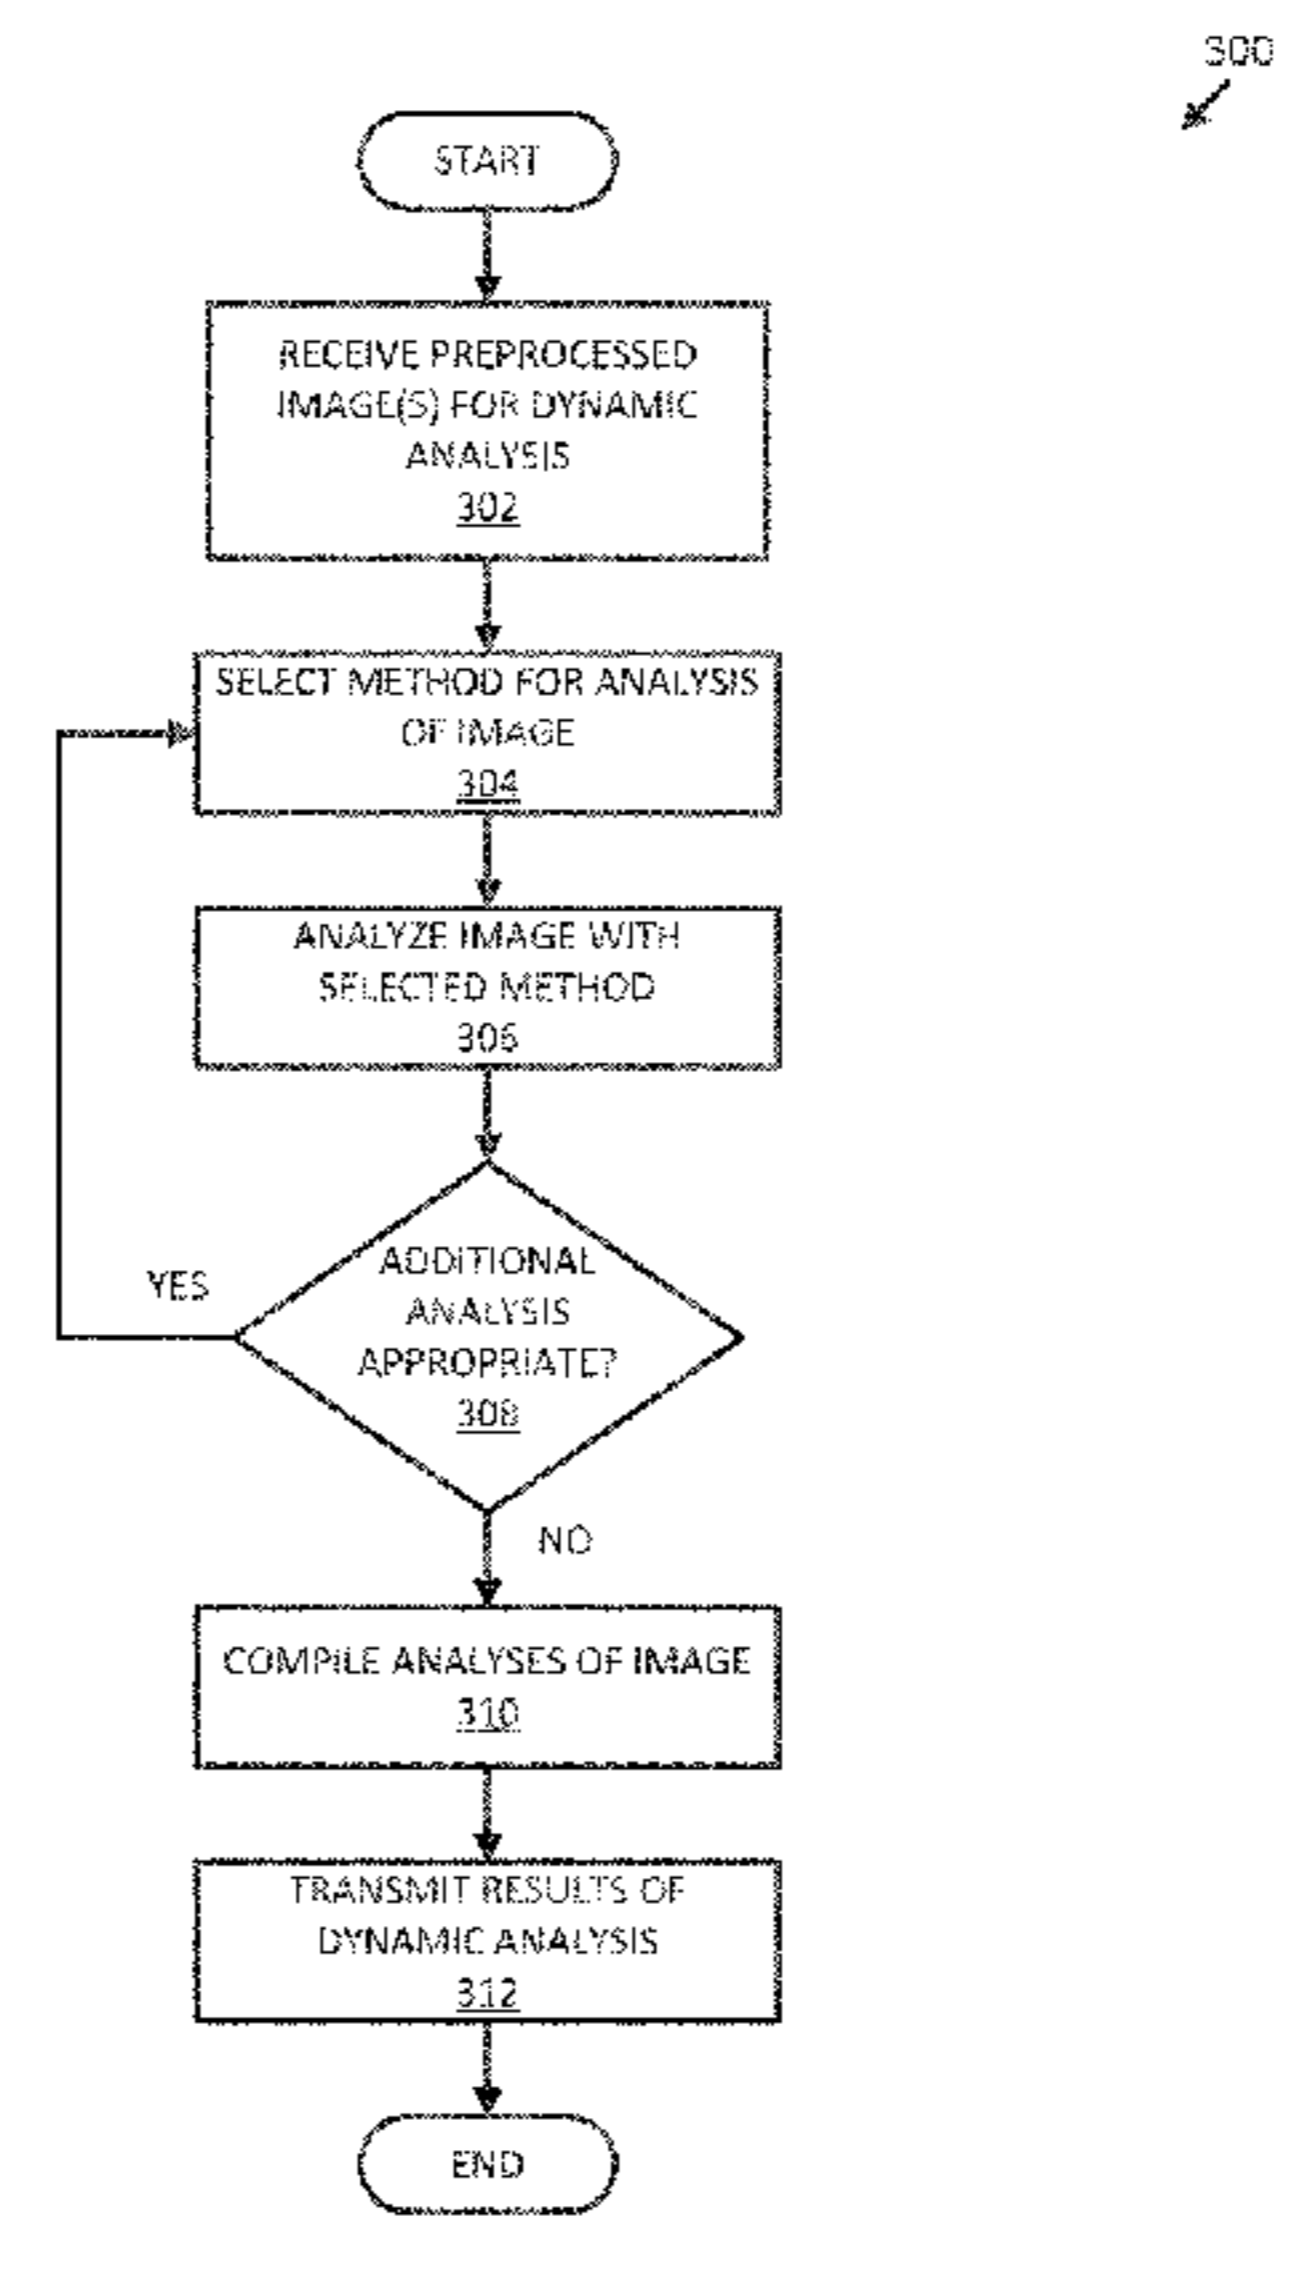 300
START
RECEIVE PREPROCESSED
IMAGE(S) FOR DYNAMIC
ANALYSIS
302
SELECT METHOD FOR ANALYSIS
OF IMAGE
304
ANALYZE IMAGE WITH
SELECTED METHOD
306
YES
ADDITIONAL
ANALYSIS
APPROPRIATE?
308
NO
COMPILE ANALYSES OF IMAGE
310
TRANSMIT RESULTS OF
DYNAMIC ANALYSIS
312
END